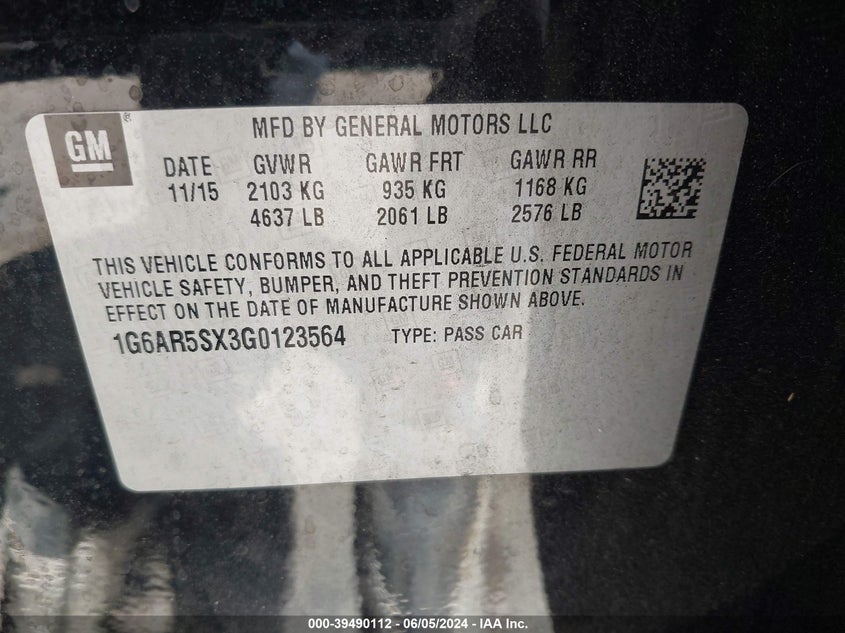 GM
MFD BY GENERAL MOTORS LLC
DATE GVWR GAWR FRT GAWR RR
11/15 2103 KG 935 KG 1168 KG
4637 LB 2061 LB 2576 LB
THIS VEHICLE CONFORMS TO ALL APPLICABLE U.S. FEDERAL MOTOR
VEHICLE SAFETY, BUMPER, AND THEFT PREVENTION STANDARDS IN
EFFECT ON THE DATE OF MANUFACTURE SHOWN ABOVE.
1G6AR5SX3G0123564 TYPE: PASS CAR
000-39490112 - 06/05/2024 - IAA Inc.